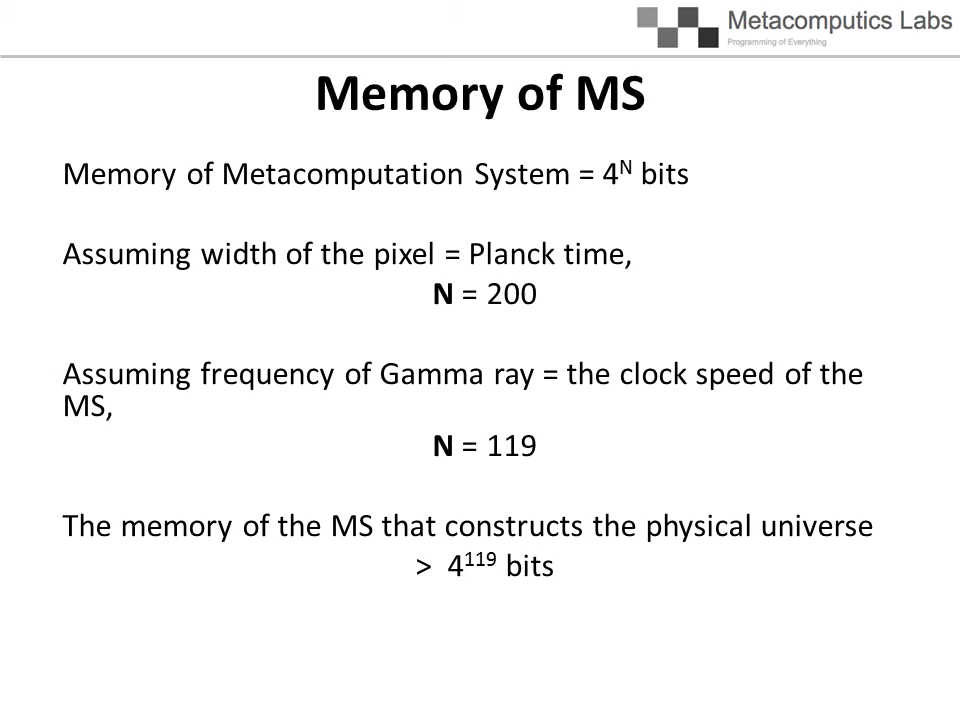 Metacomputics Labs
Programming of Everything
Memory of MS
Memory of Metacomputation System = 4ᴺ bits
Assuming width of the pixel = Planck time,
N = 200
Assuming frequency of Gamma ray = the clock speed of the
MS,
N = 119
The memory of the MS that constructs the physical universe
> 4¹¹⁹ bits